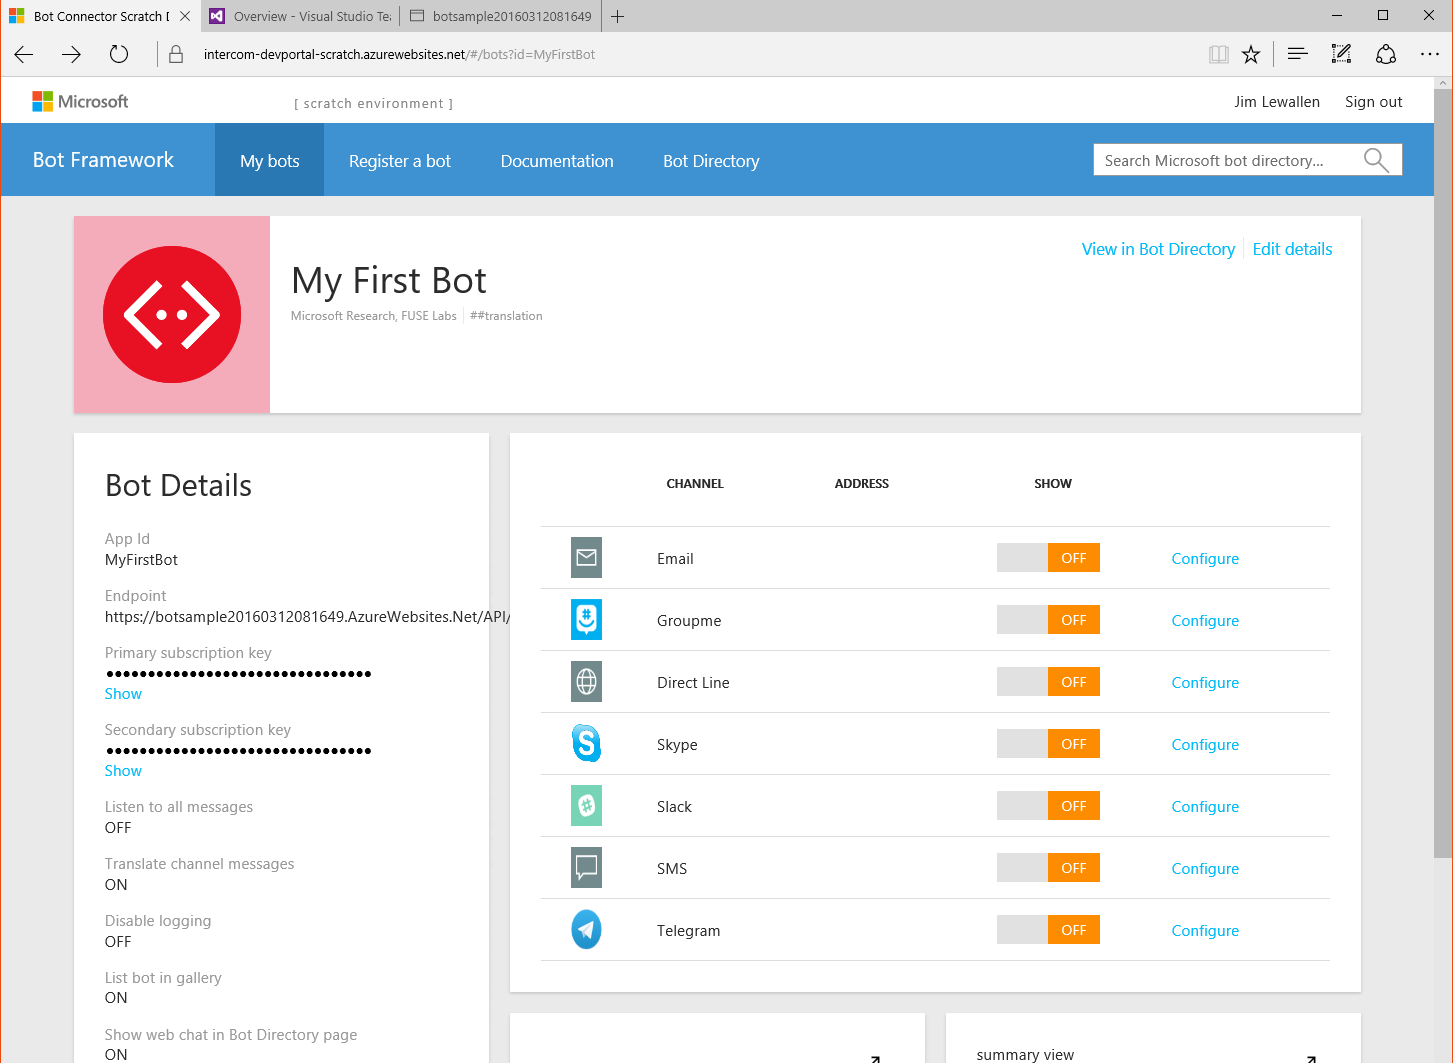 Bot Connector Scratch D
Overview - Visual Studio Te
botsample20160312081649
intercom-devportal-scratch.azurewebsites.net/#/bots?id=MyFirstBot
Microsoft
[ scratch environment ]
Jim Lewallen
Sign out
Bot Framework
My bots
Register a bot
Documentation
Bot Directory
Search Microsoft bot directory...
View in Bot Directory
Edit details
My First Bot
Microsoft Research, FUSE Labs
##translation
Bot Details
App Id
MyFirstBot
Endpoint
https://botsample20160312081649.AzureWebsites.Net/API/
Primary subscription key
••••••••••••••••••••••••••••••••
Show
Secondary subscription key
••••••••••••••••••••••••••••••••
Show
Listen to all messages
OFF
Translate channel messages
ON
Disable logging
OFF
List bot in gallery
ON
Show web chat in Bot Directory page
ON
CHANNEL ADDRESS SHOW
Email OFF Configure
Groupme OFF Configure
Direct Line OFF Configure
Skype OFF Configure
Slack OFF Configure
SMS OFF Configure
Telegram OFF Configure
summary view